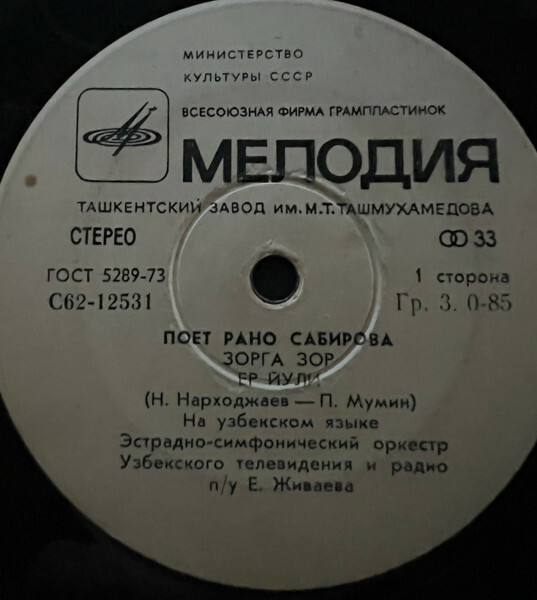 МИНИСТЕРСТВО
КУЛЬТУРЫ СССР
ВСЕСОЮЗНАЯ ФИРМА ГРАМПЛАСТИНОК
МЕЛОДИЯ
ТАШКЕНТСКИЙ ЗАВОД ИМ. М.Т.ТАШМУХАМЕДОВА
СТЕРЕО 33
ГОСТ 5289-73 1 сторона
С62-12531 Гр. 3. 0-85
ПОЕТ РАНО САБИРОВА
ЗОРГА ЗОР
ЕР ЙУЛИ
(Н. Нарходжаев — П. Мумин)
На узбекском языке
Эстрадно-симфонический оркестр
Узбекского телевидения и радио
п/у Е. Живаева